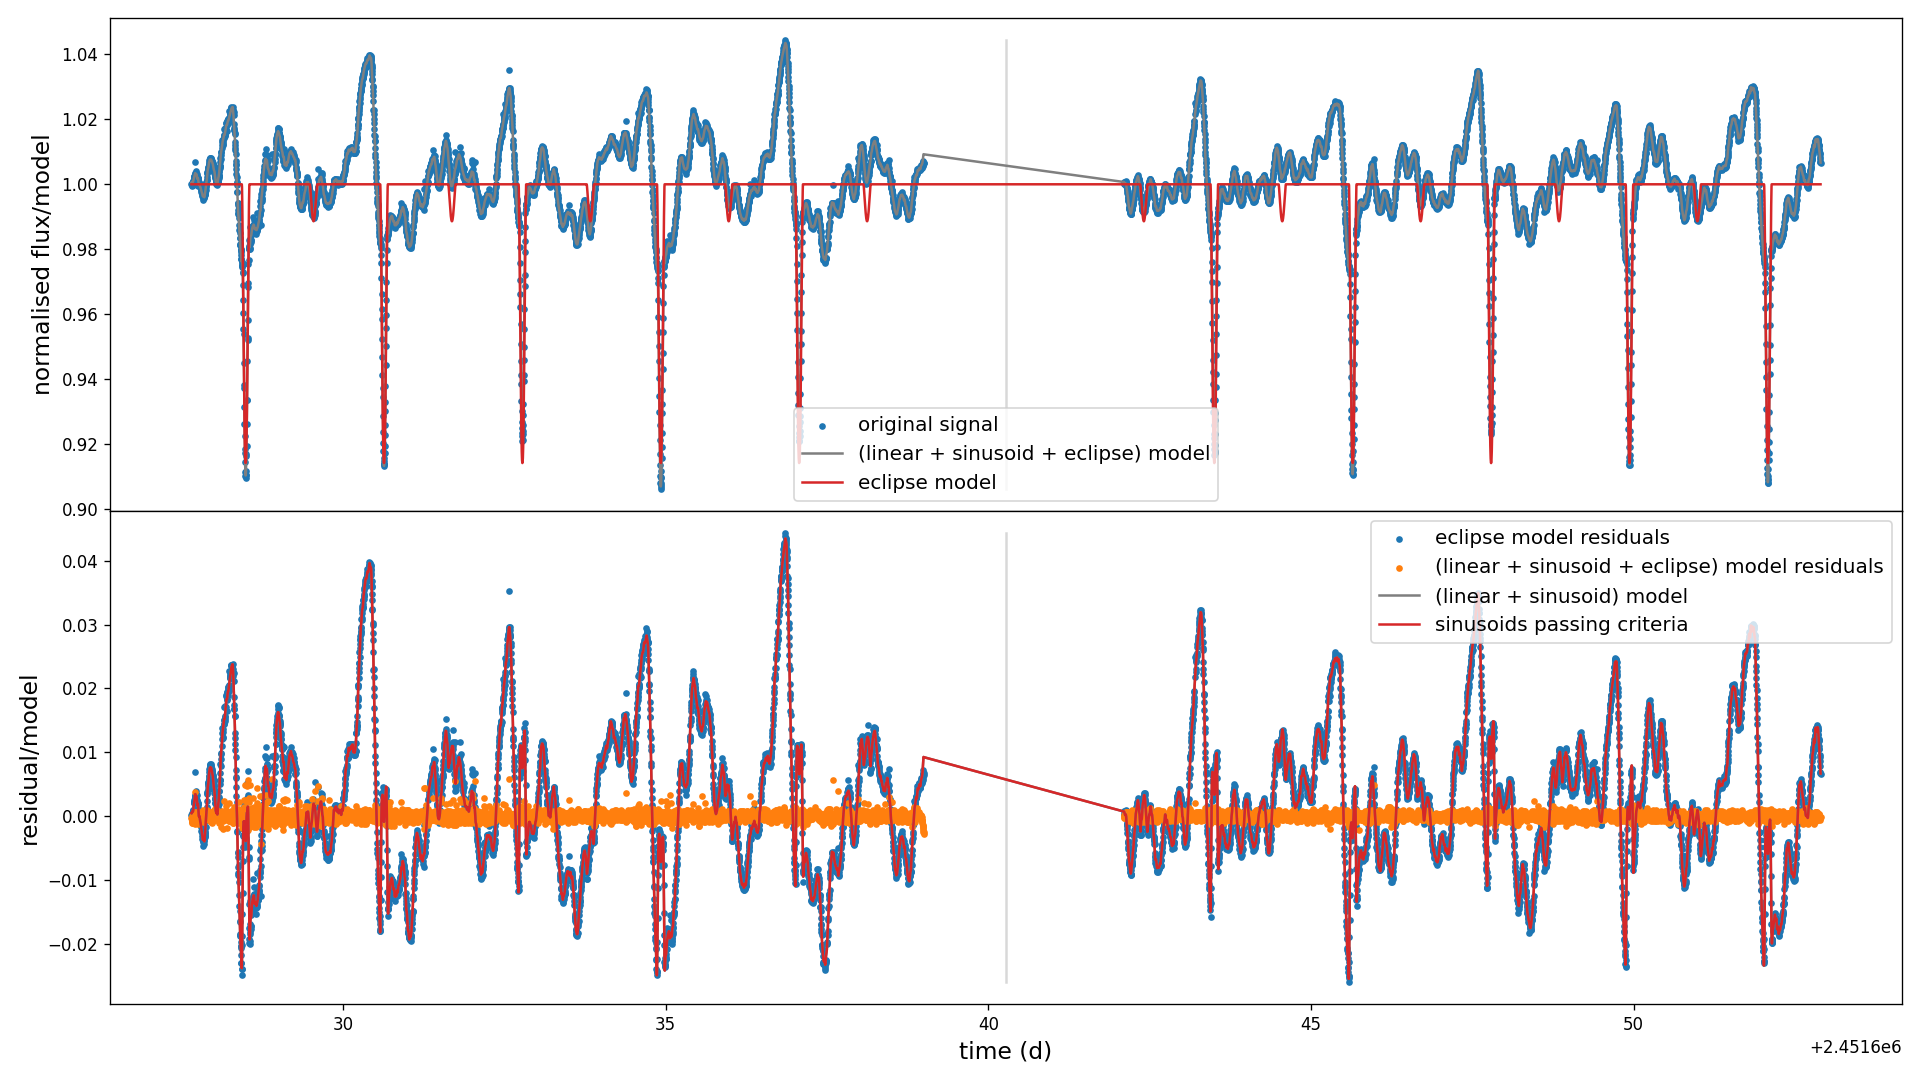 normalised flux/model
1.04
1.02
1.00
0.98
0.96
0.94
0.92
0.90
original signal
(linear + sinusoid + eclipse) model
eclipse model
residual/model
0.04
0.03
0.02
0.01
0.00
−0.01
−0.02
eclipse model residuals
(linear + sinusoid + eclipse) model residuals
(linear + sinusoid) model
sinusoids passing criteria
30
35
40
45
50
time (d)
+2.4516e6